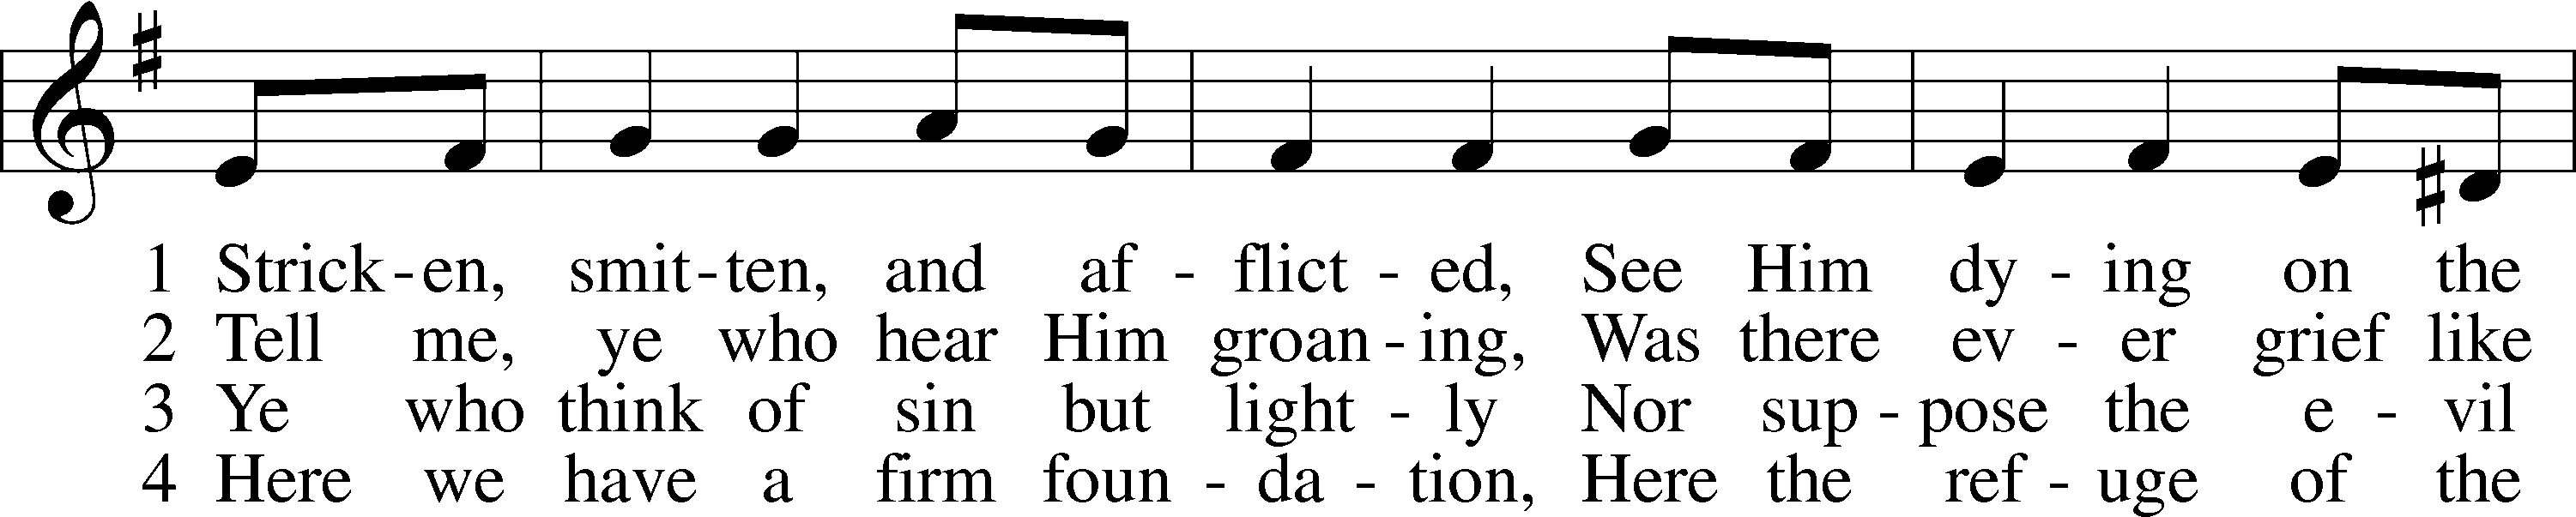 1 Strick - en, smit - ten, and af - flict - ed, See Him dy - ing on the
2 Tell me, ye who hear Him groan - ing, Was there ev - er grief like
3 Ye who think of sin but light - ly Nor sup - pose the e - vil
4 Here we have a firm foun - da - tion, Here the ref - uge of the